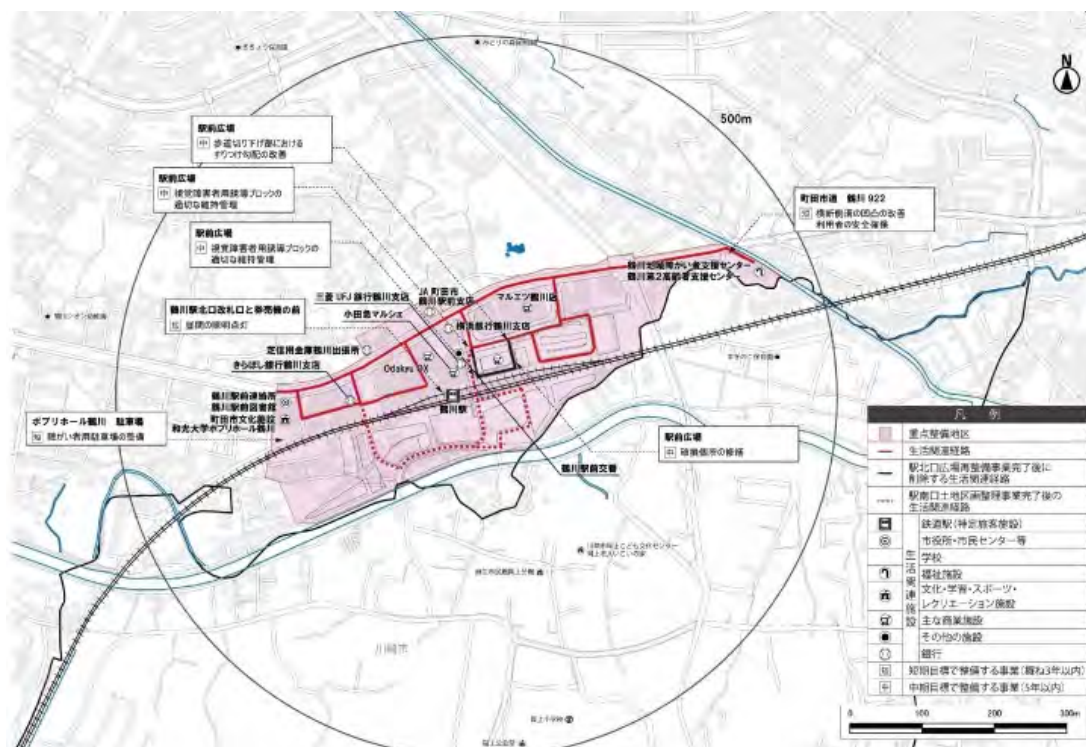 N
500m
駅前広場
中 歩道切り下げ部における
すりつけ勾配の改善
駅前広場
中 視覚障害者用誘導ブロックの
適切な維持管理
駅前広場
中 視覚障害者用誘導ブロックの
適切な維持管理
町田市道 鶴川 922
短 横断側溝の凹凸の改善
利用者の安全確保
鶴川地域障がい者支援センター
鶴川第2高齢者支援センター
JA 町田市
鶴川駅前支店
三菱 UFJ 銀行鶴川支店
マルエツ鶴川店
小田急マルシェ
横浜銀行鶴川支店
鶴川駅北口改札口と券売機の前
短 昼間の照明点灯
芝信用金庫鶴川出張所
Odakyu OX
きらぼし銀行鶴川支店
鶴川駅前連絡所
鶴川駅前図書館
町田市文化施設
和光大学ポプリホール鶴川
鶴川駅
ポプリホール鶴川 駐車場
短 障がい者用駐車場の整備
駅前広場
中 破損個所の修繕
鶴川駅前交番
川崎市
凡 例
重点整備地区
生活関連経路
駅北口広場再整備事業完了後に
削除する生活関連経路
駅南口土地区画整理事業完了後の
生活関連経路
生活関連施設
鉄道駅(特定旅客施設)
市役所・市民センター等
学校
福祉施設
文化・学習・スポーツ・
レクリエーション施設
主な商業施設
その他の施設
銀行
短 短期目標で整備する事業(概ね3年以内)
中 中期目標で整備する事業(5年以内)
0 100 200 300m